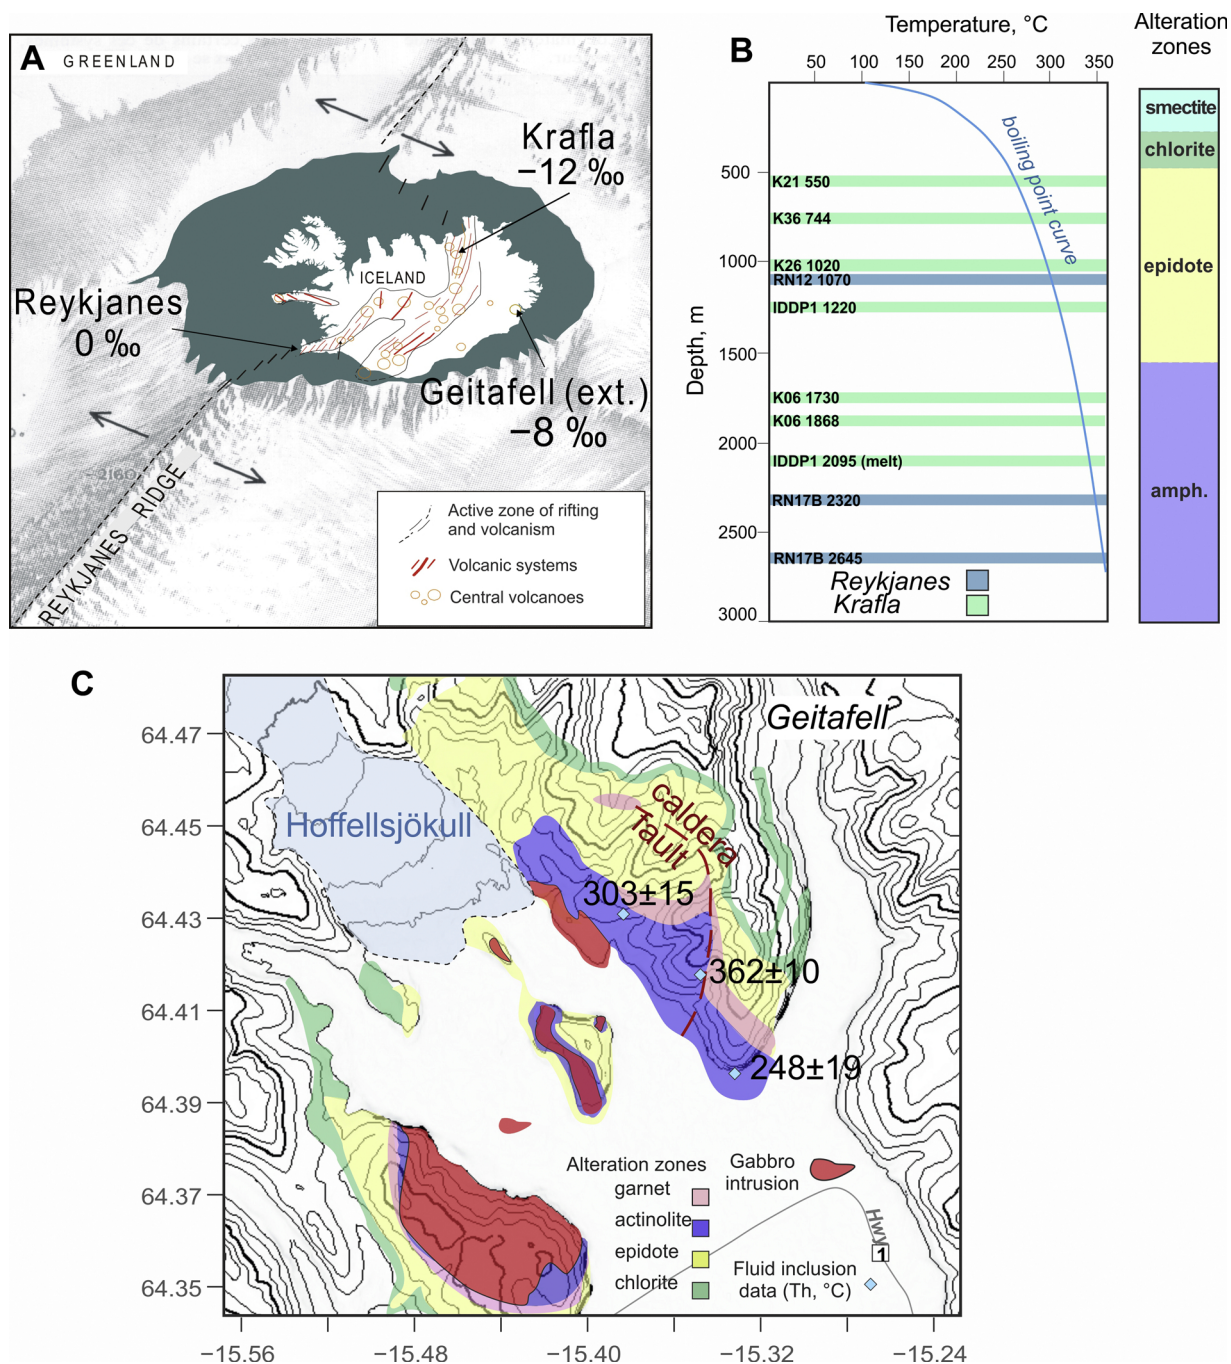 A
GREENLAND
Krafla
−12 ‰
ICELAND
Reykjanes
0 ‰
Geitafell (ext.)
−8 ‰
REYKJANES RIDGE
Active zone of rifting
and volcanism
Volcanic systems
Central volcanoes
B
Temperature, °C
50 100 150 200 250 300 350
Alteration
zones
smectite
chlorite
epidote
amph.
Depth, m
500
1000
1500
2000
2500
3000
boiling point curve
K21 550
K36 744
K26 1020
RN12 1070
IDDP1 1220
K06 1730
K06 1868
IDDP1 2095 (melt)
RN17B 2320
RN17B 2645
Reykjanes
Krafla
C
Geitafell
64.47
64.45
64.43
64.41
64.39
64.37
64.35
Hoffellsjökull
caldera
fault
303±15
362±10
248±19
Alteration zones
garnet
actinolite
epidote
chlorite
Gabbro
intrusion
Hwy
1
Fluid inclusion
data (Th, °C)
−15.56 −15.48 −15.40 −15.32 −15.24